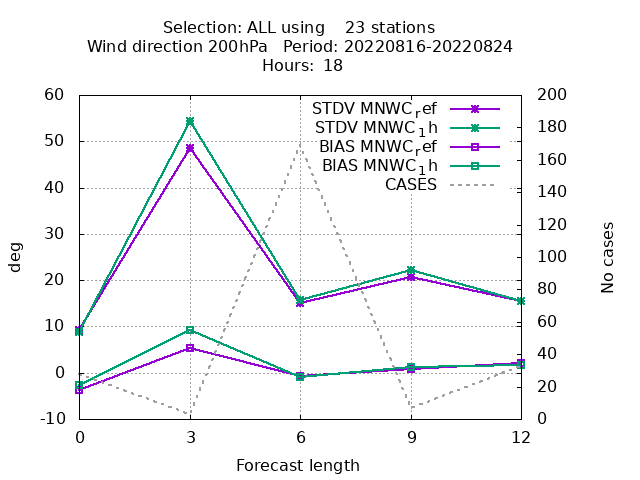 Selection: ALL using    23 stations
Wind direction 200hPa   Period: 20220816-20220824
Hours: 18
STDV MNWC_ref
STDV MNWC_1h
BIAS MNWC_ref
BIAS MNWC_1h
CASES
60
50
40
30
20
10
0
-10
deg
200
180
160
140
120
100
80
60
40
20
0
No cases
0 3 6 9 12
Forecast length